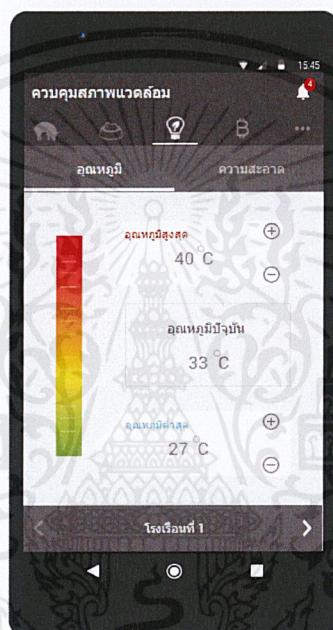 15:45
ควบคุมสภาพแวดล้อม
4
อุณหภูมิ
ความสะอาด
อุณหภูมิสูงสุด
40 °C
อุณหภูมิปัจจุบัน
33 °C
อุณหภูมิต่ำสุด
27 °C
โรงเรือนที่ 1